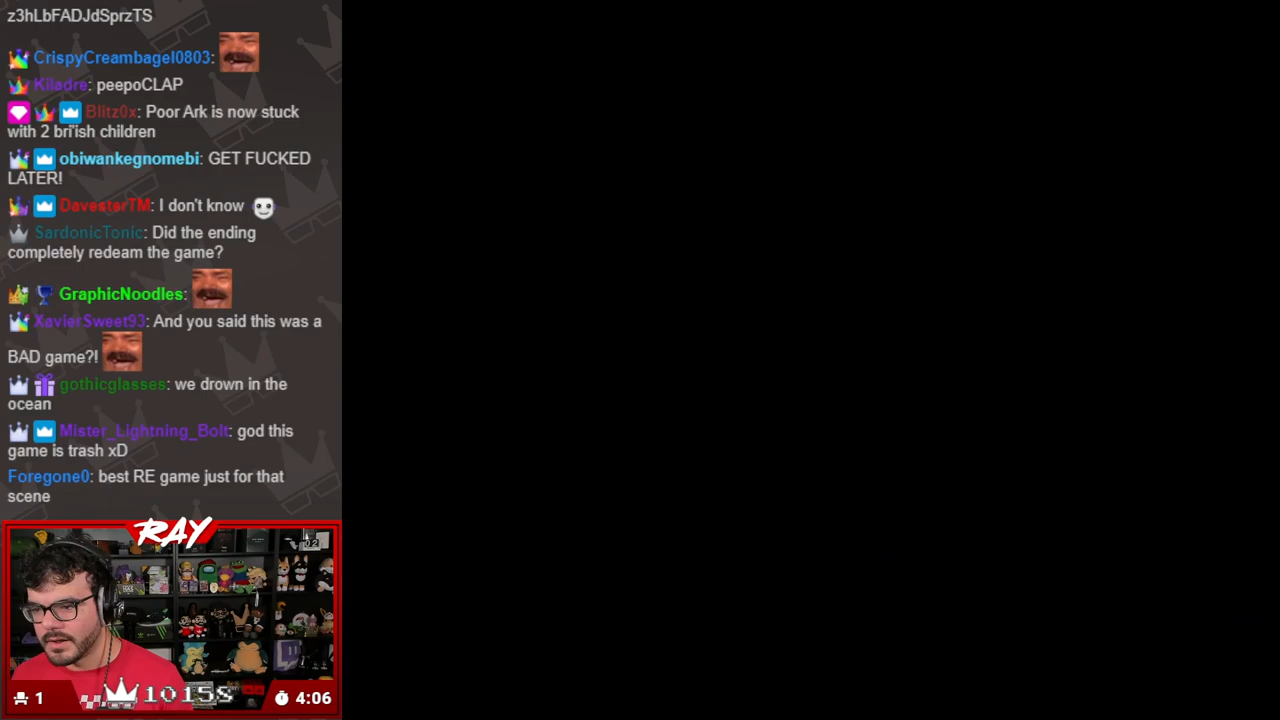 z3hLbFADJdSprzTS
CrispyCreambagel0803:
Kiladre: peepoCLAP
Blitz0x: Poor Ark is now stuck
with 2 bri'ish children
obiwankegnomebi: GET FUCKED
LATER!
DavesterTM: I don't know
SardonicTonic: Did the ending
completely redeam the game?
GraphicNoodles:
XavierSweet93: And you said this was a
BAD game?!
gothicglasses: we drown in the
ocean
Mister_Lightning_Bolt: god this
game is trash xD
Foregone0: best RE game just for that
scene
RAY
1 10158 4:06